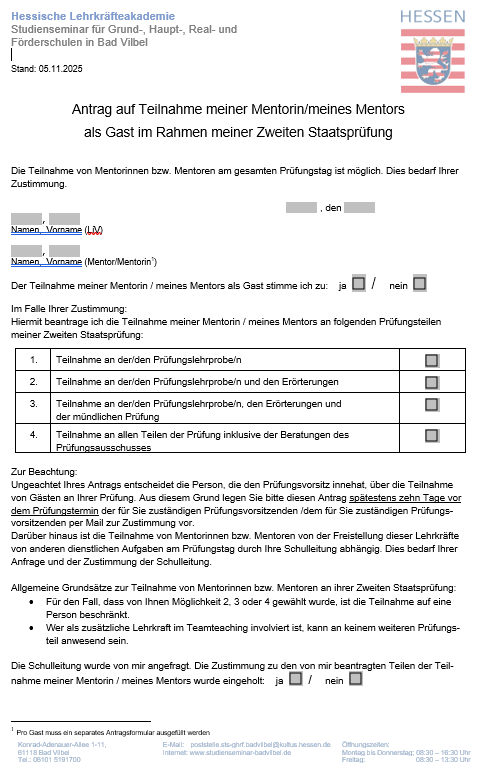 Hessische Lehrkräfteakademie
Studienseminar für Grund-, Haupt-, Real- und
Förderschulen in Bad Vilbel
HESSEN
Stand: 05.11.2025
Antrag auf Teilnahme meiner Mentorin/meines Mentors
als Gast im Rahmen meiner Zweiten Staatsprüfung
Die Teilnahme von Mentorinnen bzw. Mentoren am gesamten Prüfungstag ist möglich. Dies bedarf Ihrer
Zustimmung.
, den
,
Namen, Vorname (LiV)
,
Namen, Vorname (Mentor/Mentorin¹)
Der Teilnahme meiner Mentorin / meines Mentors als Gast stimme ich zu: ja / nein
Im Falle Ihrer Zustimmung:
Hiermit beantrage ich die Teilnahme meiner Mentorin / meines Mentors an folgenden Prüfungsteilen
meiner Zweiten Staatsprüfung:
1. Teilnahme an der/den Prüfungslehrprobe/n
2. Teilnahme an der/den Prüfungslehrprobe/n und den Erörterungen
3. Teilnahme an der/den Prüfungslehrprobe/n, den Erörterungen und
der mündlichen Prüfung
4. Teilnahme an allen Teilen der Prüfung inklusive der Beratungen des
Prüfungsausschusses
Zur Beachtung:
Ungeachtet Ihres Antrags entscheidet die Person, die den Prüfungsvorsitz innehat, über die Teilnahme
von Gästen an Ihrer Prüfung. Aus diesem Grund legen Sie bitte diesen Antrag spätestens zehn Tage vor
dem Prüfungstermin der für Sie zuständigen Prüfungsvorsitzenden /dem für Sie zuständigen Prüfungs-
vorsitzenden per Mail zur Zustimmung vor.
Darüber hinaus ist die Teilnahme von Mentorinnen bzw. Mentoren von der Freistellung dieser Lehrkräfte
von anderen dienstlichen Aufgaben am Prüfungstag durch Ihre Schulleitung abhängig. Dies bedarf Ihrer
Anfrage und der Zustimmung der Schulleitung.
Allgemeine Grundsätze zur Teilnahme von Mentorinnen bzw. Mentoren an ihrer Zweiten Staatsprüfung:
• Für den Fall, dass von Ihnen Möglichkeit 2, 3 oder 4 gewählt wurde, ist die Teilnahme auf eine
Person beschränkt.
• Wer als zusätzliche Lehrkraft im Teamteaching involviert ist, kann an keinem weiteren Prüfungs-
teil anwesend sein.
Die Schulleitung wurde von mir angefragt. Die Zustimmung zu den von mir beantragten Teilen der Teil-
nahme meiner Mentorin / meines Mentors wurde eingeholt: ja / nein
¹ Pro Gast muss ein separates Antragsformular ausgefüllt werden
Konrad-Adenauer-Allee 1-11, E-Mail: poststelle.sts-ghrf.badvilbel@kultus.hessen.de Öffnungszeiten:
61118 Bad Vilbel Internet: www.studienseminar-badvilbel.de Montag bis Donnerstag: 08:30 – 16:30 Uhr
Tel.: 06101 5191700 Freitag: 08:30 – 13:30 Uhr